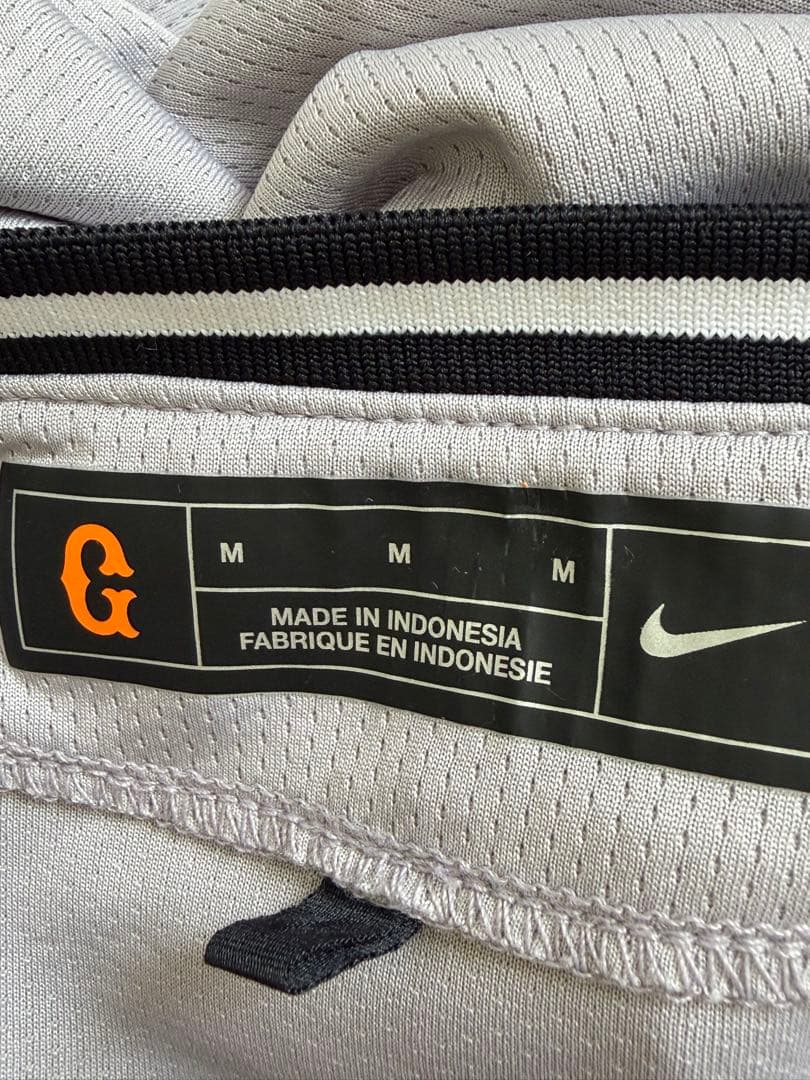 G
M M M
MADE IN INDONESIA
FABRIQUE EN INDONESIE